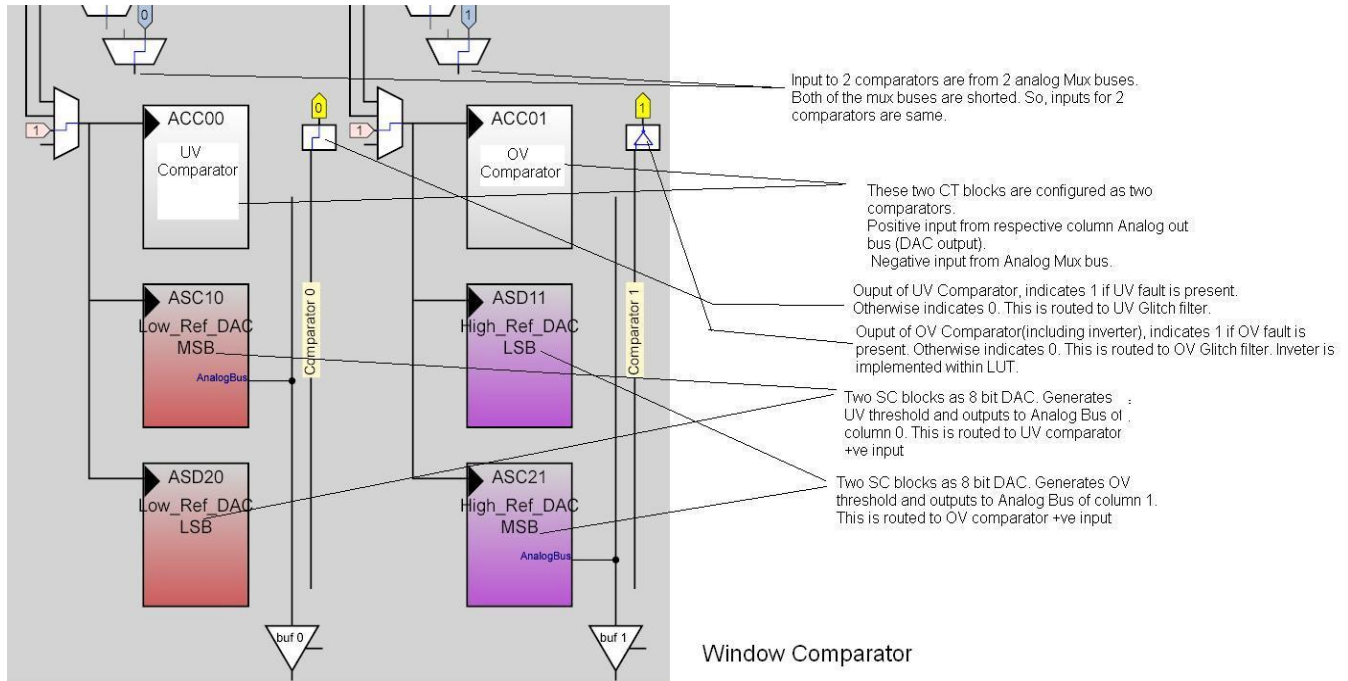 0
1
Input to 2 comparators are from 2 analog Mux buses.
Both of the mux buses are shorted. So, inputs for 2
comparators are same.
0
1
1
1
ACC00
UV
Comparator
ACC01
OV
Comparator
These two CT blocks are configured as two
comparators.
Positive input from respective column Analog out
bus (DAC output).
Negative input from Analog Mux bus.
Ouput of UV Comparator, indicates 1 if UV fault is present.
Otherwise indicates 0. This is routed to UV Glitch filter.
Ouput of OV Comparator(including inverter), indicates 1 if OV fault is
present. Otherwise indicates 0. This is routed to OV Glitch filter. Inveter is
implemented within LUT.
ASC10
Low_Ref_DAC
MSB
AnalogBus
Comparator 0
ASD11
High_Ref_DAC
LSB
Comparator 1
Two SC blocks as 8 bit DAC. Generates
UV threshold and outputs to Analog Bus of
column 0. This is routed to UV comparator
+ve input
ASD20
Low_Ref_DAC
LSB
ASC21
High_Ref_DAC
MSB
AnalogBus
Two SC blocks as 8 bit DAC. Generates OV
threshold and outputs to Analog Bus of column 1.
This is routed to OV comparator +ve input
buf 0
buf 1
Window Comparator